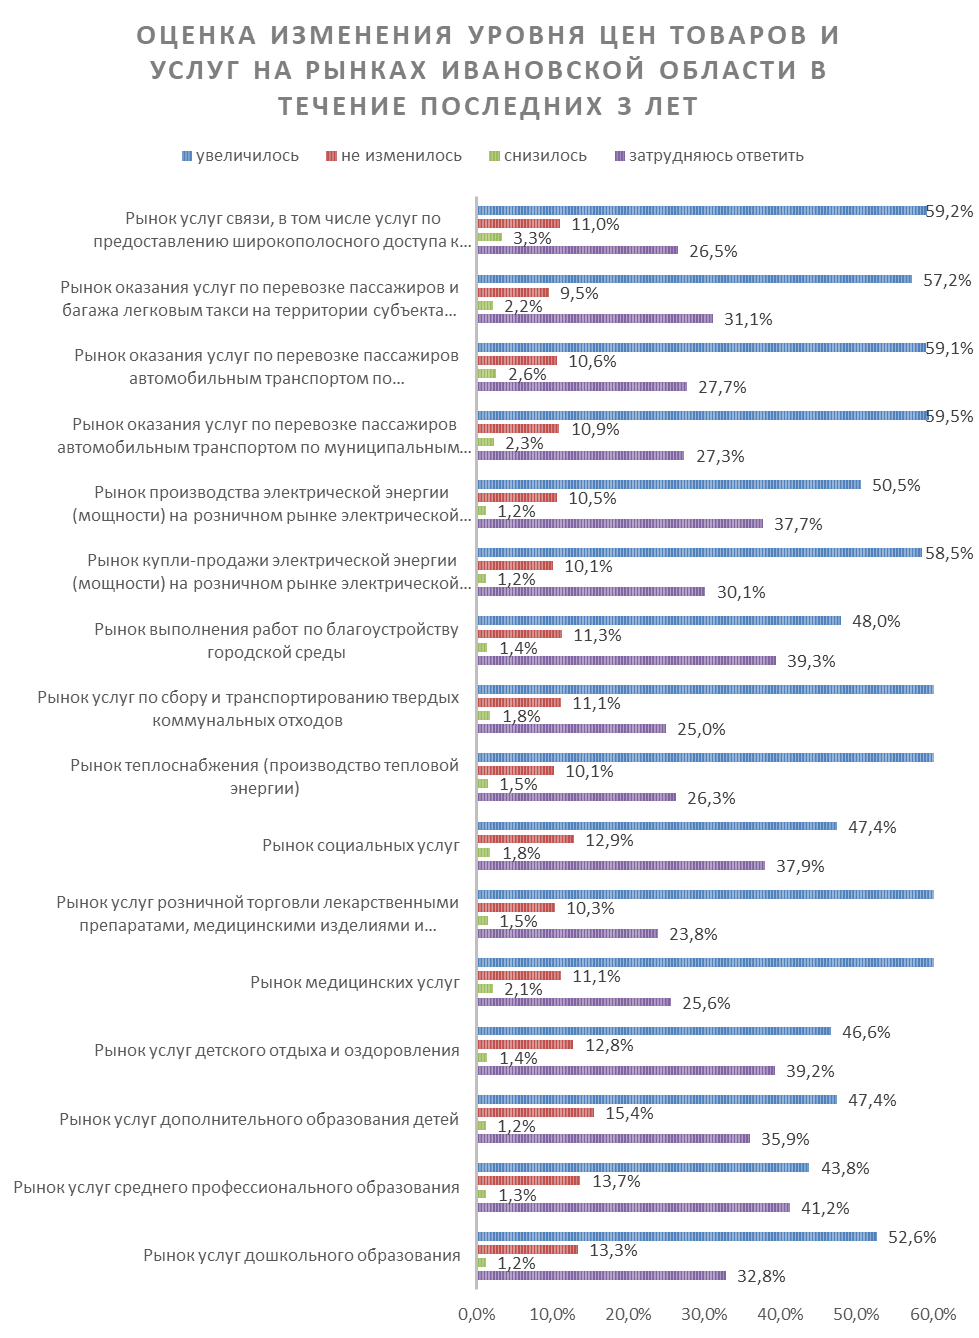 ОЦЕНКА ИЗМЕНЕНИЯ УРОВНЯ ЦЕН ТОВАРОВ И
УСЛУГ НА РЫНКАХ ИВАНОВСКОЙ ОБЛАСТИ В
ТЕЧЕНИЕ ПОСЛЕДНИХ 3 ЛЕТ
увеличилось не изменилось снизилось затрудняюсь ответить
Рынок услуг связи, в том числе услуг по
предоставлению широкополосного доступа к...
59,2%
11,0%
3,3%
26,5%
Рынок оказания услуг по перевозке пассажиров и
багажа легковым такси на территории субъекта...
57,2%
9,5%
2,2%
31,1%
Рынок оказания услуг по перевозке пассажиров
автомобильным транспортом по...
59,1%
10,6%
2,6%
27,7%
Рынок оказания услуг по перевозке пассажиров
автомобильным транспортом по муниципальным...
59,5%
10,9%
2,3%
27,3%
Рынок производства электрической энергии
(мощности) на розничном рынке электрической...
50,5%
10,5%
1,2%
37,7%
Рынок купли-продажи электрической энергии
(мощности) на розничном рынке электрической...
58,5%
10,1%
1,2%
30,1%
Рынок выполнения работ по благоустройству
городской среды
48,0%
11,3%
1,4%
39,3%
Рынок услуг по сбору и транспортированию твердых
коммунальных отходов
11,1%
1,8%
25,0%
Рынок теплоснабжения (производство тепловой
энергии)
10,1%
1,5%
26,3%
Рынок социальных услуг
47,4%
12,9%
1,8%
37,9%
Рынок услуг розничной торговли лекарственными
препаратами, медицинскими изделиями и...
10,3%
1,5%
23,8%
Рынок медицинских услуг
11,1%
2,1%
25,6%
Рынок услуг детского отдыха и оздоровления
46,6%
12,8%
1,4%
39,2%
Рынок услуг дополнительного образования детей
47,4%
15,4%
1,2%
35,9%
Рынок услуг среднего профессионального образования
43,8%
13,7%
1,3%
41,2%
Рынок услуг дошкольного образования
52,6%
13,3%
1,2%
32,8%
0,0% 10,0% 20,0% 30,0% 40,0% 50,0% 60,0%